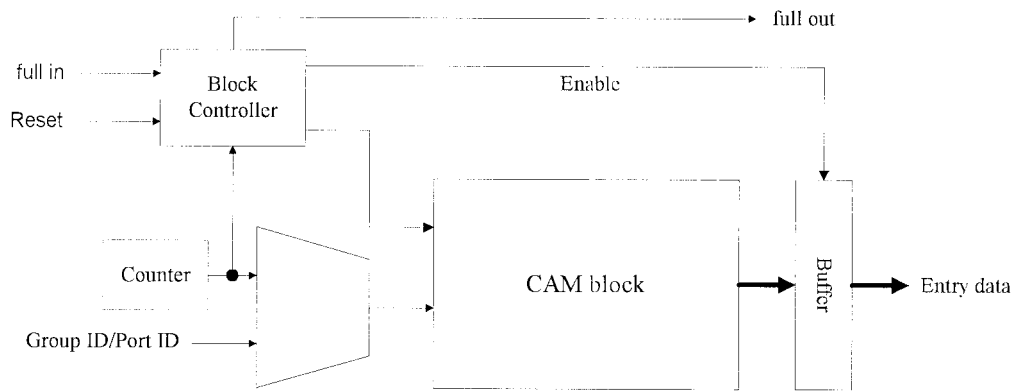 full out
full in
Block
Controller
Enable
Reset
Counter
CAM block
Buffer
Entry data
Group ID/Port ID